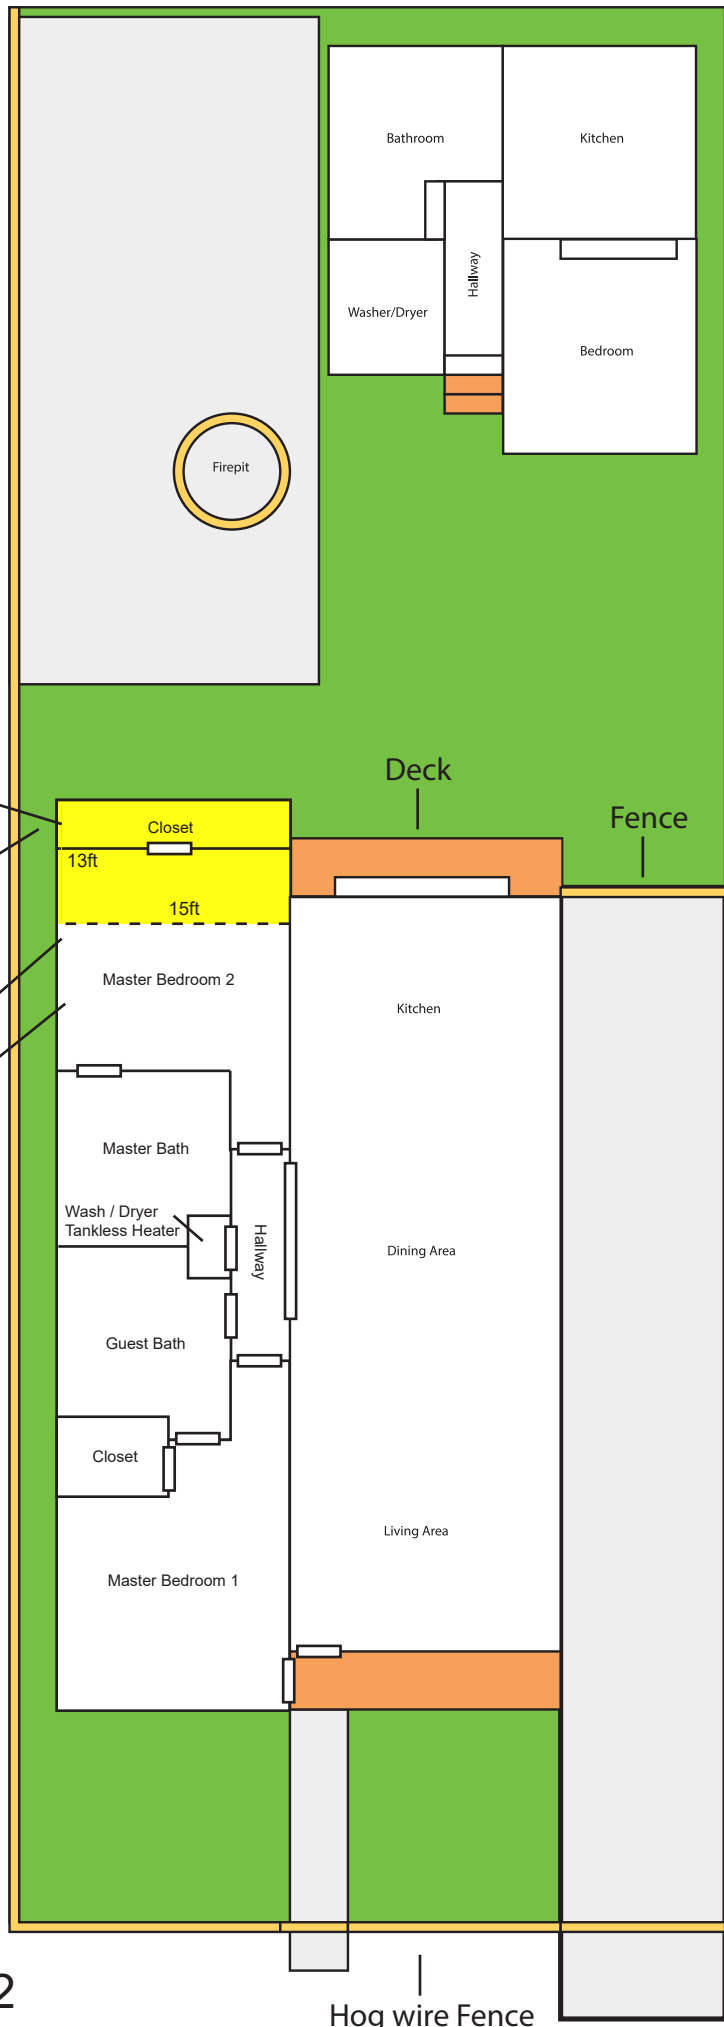 Bathroom
Kitchen
Hallway
Washer/Dryer
Bedroom
Firepit
Deck
Fence
Closet
13ft
15ft
Master Bedroom 2
Kitchen
Master Bath
Wash / Dryer
Tankless Heater
Hallway
Dining Area
Guest Bath
Closet
Living Area
Master Bedroom 1
2
Hog wire Fence